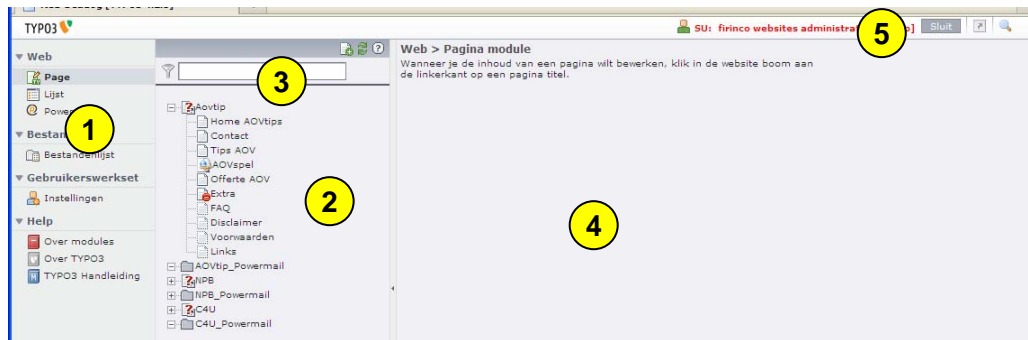 TYPO3
SU: firinco websites administra
5
Sluit
Web
Page
Lijst
Powe
1
Bestan
Bestandenlijst
Gebruikerswerkset
Instellingen
Help
Over modules
Over TYPO3
TYPO3 Handleiding
3
Aovtip
Home AOVtips
Contact
Tips AOV
AOVspel
Offerte AOV
Extra
FAQ
Disclaimer
Voorwaarden
Links
AOVtip_Powermail
NPB
NPB_Powermail
C4U
C4U_Powermail
2
Web > Pagina module
Wanneer je de inhoud van een pagina wilt bewerken, klik in de website boom aan
de linkerkant op een pagina titel.
4